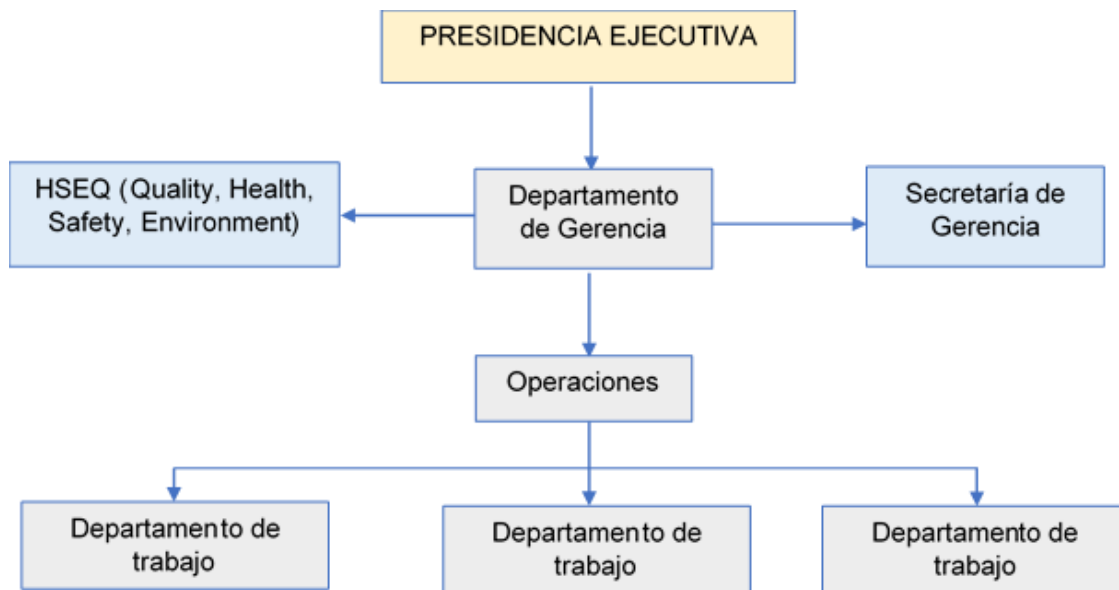 PRESIDENCIA EJECUTIVA
HSEQ (Quality, Health,
Safety, Environment)
Departamento
de Gerencia
Secretaría de
Gerencia
Operaciones
Departamento de
trabajo
Departamento de
trabajo
Departamento de
trabajo